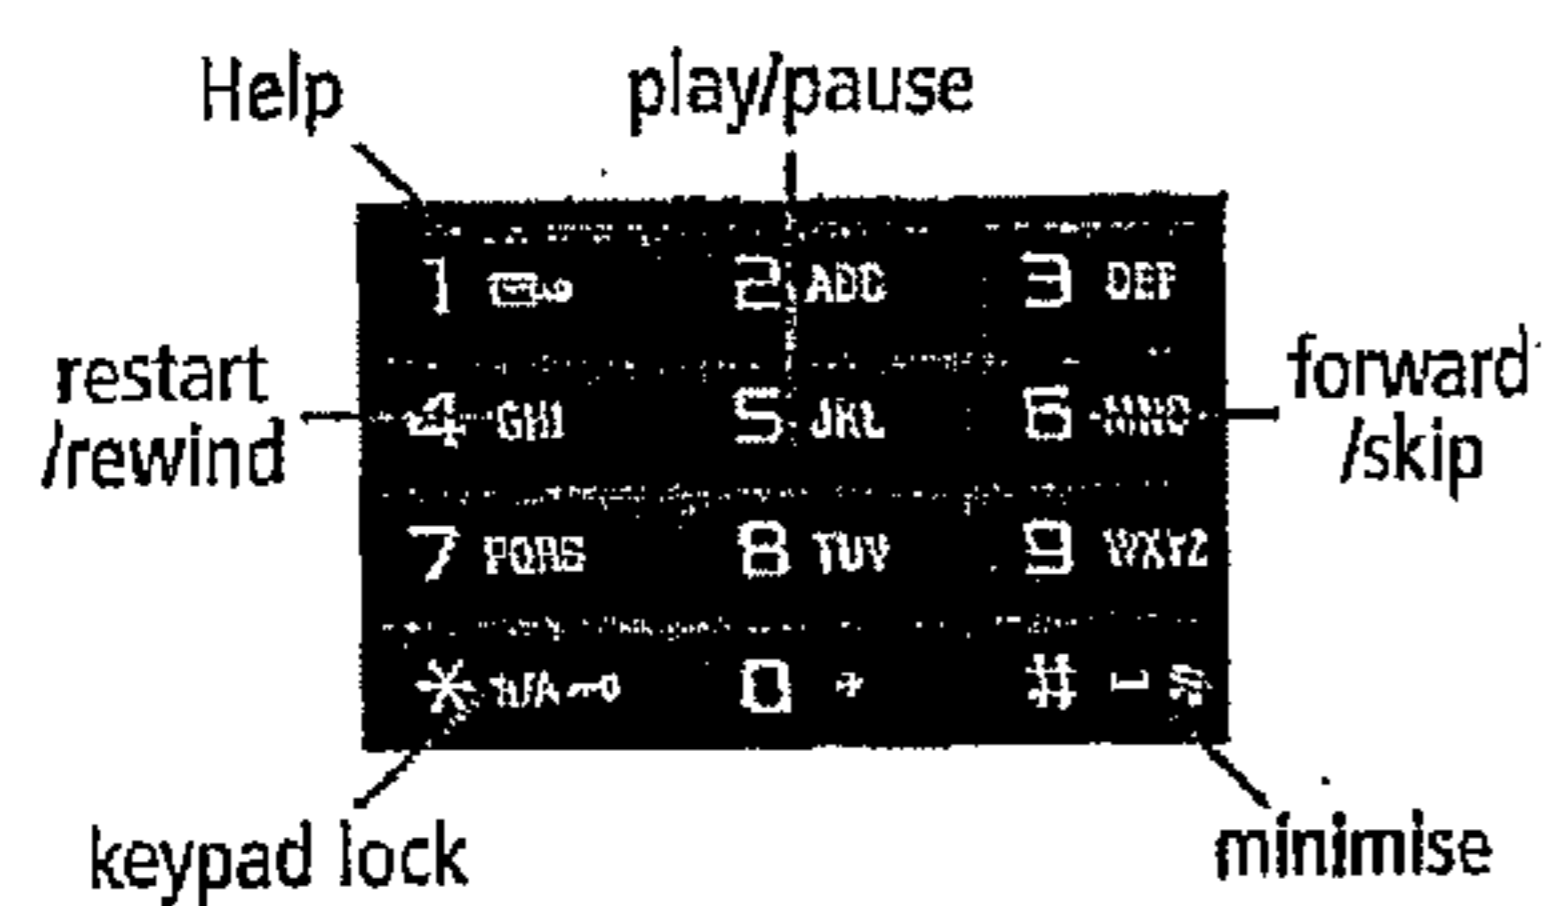 Help
play/pause
1
2 ABC
3 DEF
restart
/rewind
4 GHI
5 JKL
6 MNO
forward
/skip
7 PQRS
8 TUV
9 WXYZ
* a/A
0 +
#
keypad lock
minimise